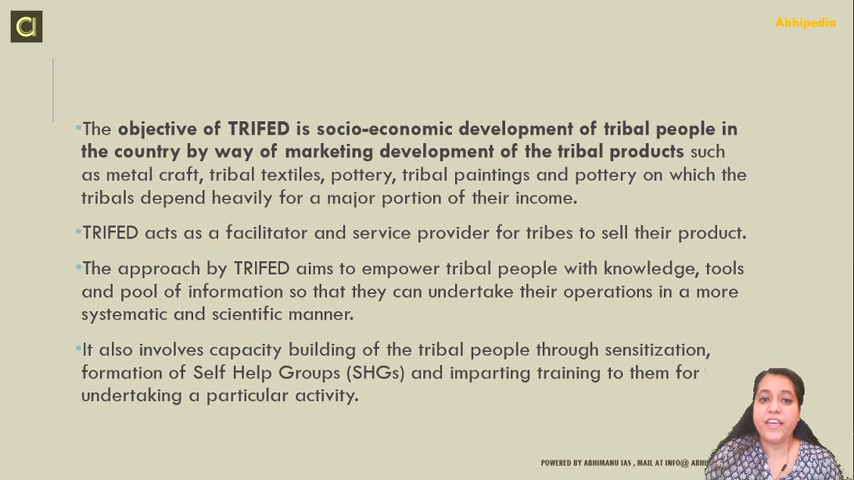 Abhipedia
•The objective of TRIFED is socio-economic development of tribal people in
the country by way of marketing development of the tribal products such
as metal craft, tribal textiles, pottery, tribal paintings and pottery on which the
tribals depend heavily for a major portion of their income.
•TRIFED acts as a facilitator and service provider for tribes to sell their product.
•The approach by TRIFED aims to empower tribal people with knowledge, tools
and pool of information so that they can undertake their operations in a more
systematic and scientific manner.
•It also involves capacity building of the tribal people through sensitization,
formation of Self Help Groups (SHGs) and imparting training to them for
undertaking a particular activity.
POWERED BY ABHIMANU IAS , MAIL AT INFO@